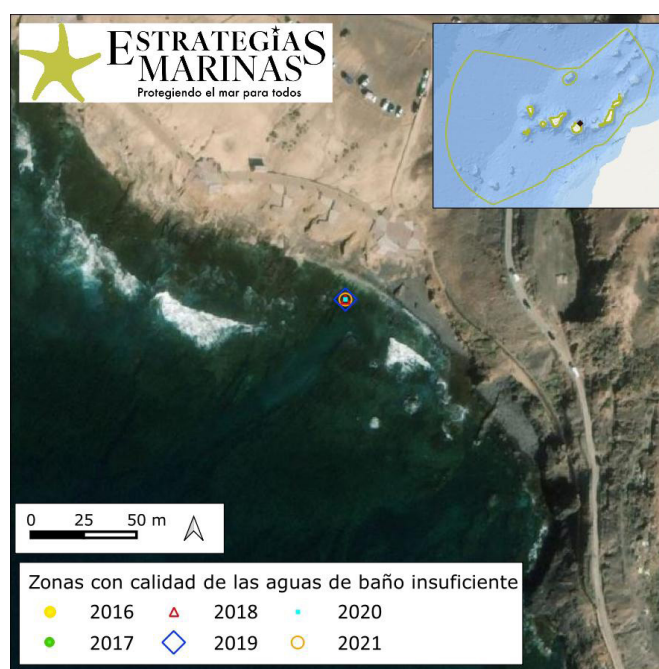 ESTRATEGIAS
MARINAS
Protegiendo el mar para todos
0 25 50 m
Zonas con calidad de las aguas de baño insuficiente
2016 2018 2020
2017 2019 2021